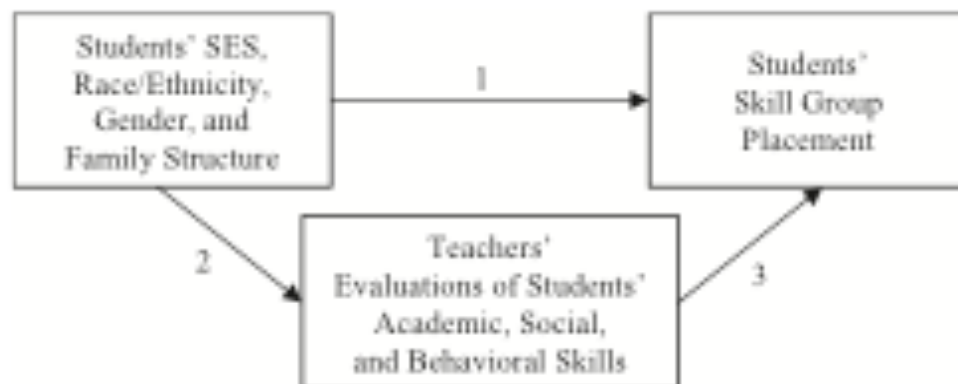 Students' SES,
Race/Ethnicity,
Gender, and
Family Structure
1
Students'
Skill Group
Placement
2
Teachers'
Evaluations of Students'
Academic, Social,
and Behavioral Skills
3